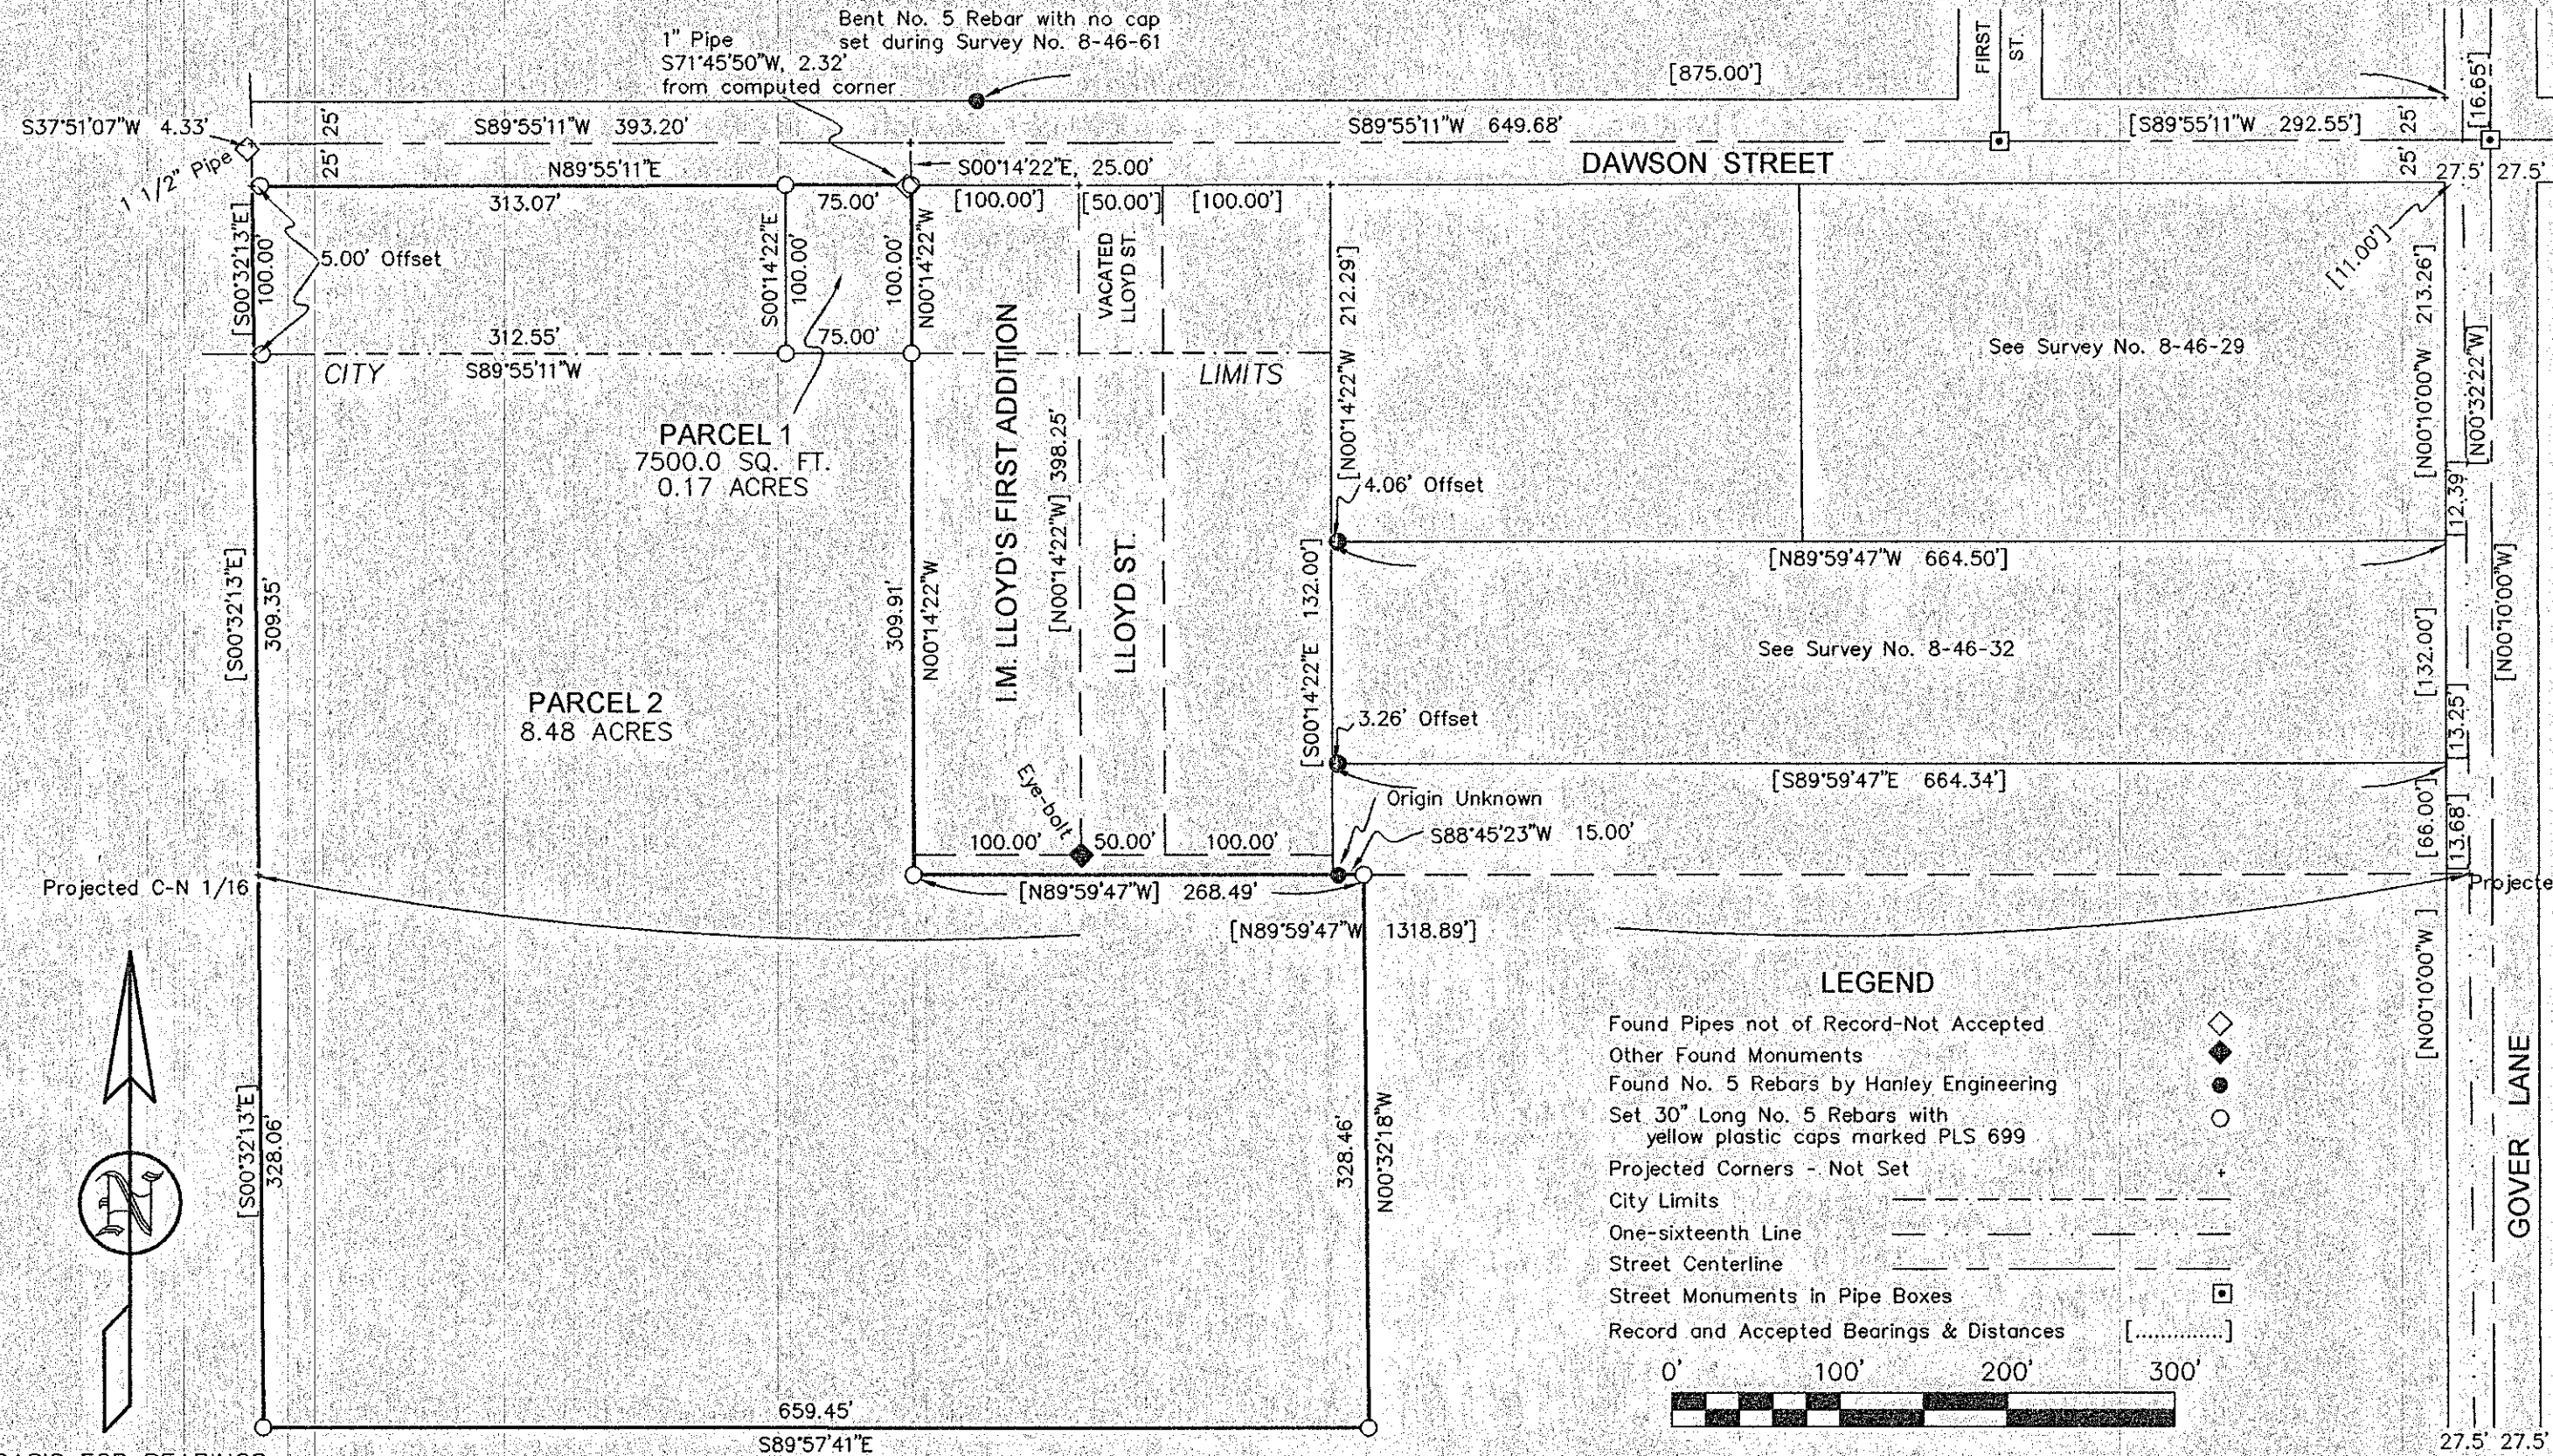 Bent No. 5 Rebar with no cap
set during Survey No. 8-46-61
1" Pipe
S71°45'50"W, 2.32'
from computed corner
[875.00']
FIRST
ST.
[16.65']
S37°51'07"W 4.33'
25'
25'
S89°55'11"W 393.20'
S89°55'11"W 649.68'
[S89°55'11"W 292.55']
25'
25'
1 1/2" Pipe
N89°55'11"E
S00°14'22"E, 25.00'
DAWSON STREET
27.5' 27.5'
313.07'
75.00'
[100.00']
[50.00']
[100.00']
[11.00']
[S00°32'13"E]
100.00'
5.00' Offset
S00°14'22"E
100.00'
100.00'
N00°14'22"W
VACATED
LLOYD ST.
[N00°14'22"W 212.29']
[N00°10'00"W 213.26']
[N00°32'22"W]
312.55'
75.00'
See Survey No. 8-46-29
CITY
S89°55'11"W
LIMITS
PARCEL 1
7500.0 SQ. FT.
0.17 ACRES
I.M. LLOYD'S FIRST ADDITION
[N00°14'22"W] 398.25'
LLOYD ST.
4.06' Offset
[12.39']
[N89°59'47"W 664.50']
[S00°32'13"E]
309.35'
309.91'
N00°14'22"W
[S00°14'22"E 132.00']
See Survey No. 8-46-32
[132.00']
[N00°10'00"W]
PARCEL 2
8.48 ACRES
3.26' Offset
[13.25']
[S89°59'47"E 664.34']
Eye-bolt
Origin Unknown
100.00'
50.00'
100.00'
S88°45'23"W 15.00'
[66.00']
[13.68']
Projected C-N 1/16
[N89°59'47"W] 268.49'
Projecte
[N89°59'47"W 1318.89']
[N00°10'00"W]
LEGEND
Found Pipes not of Record-Not Accepted
Other Found Monuments
Found No. 5 Rebars by Hanley Engineering
Set 30" Long No. 5 Rebars with
yellow plastic caps marked PLS 699
Projected Corners - Not Set
City Limits
One-sixteenth Line
Street Centerline
Street Monuments in Pipe Boxes
Record and Accepted Bearings & Distances [..............]
GOVER LANE
[S00°32'13"E]
328.06'
328.46'
N00°32'18"W
N
0' 100' 200' 300'
659.45'
S89°57'41"E
27.5' 27.5'